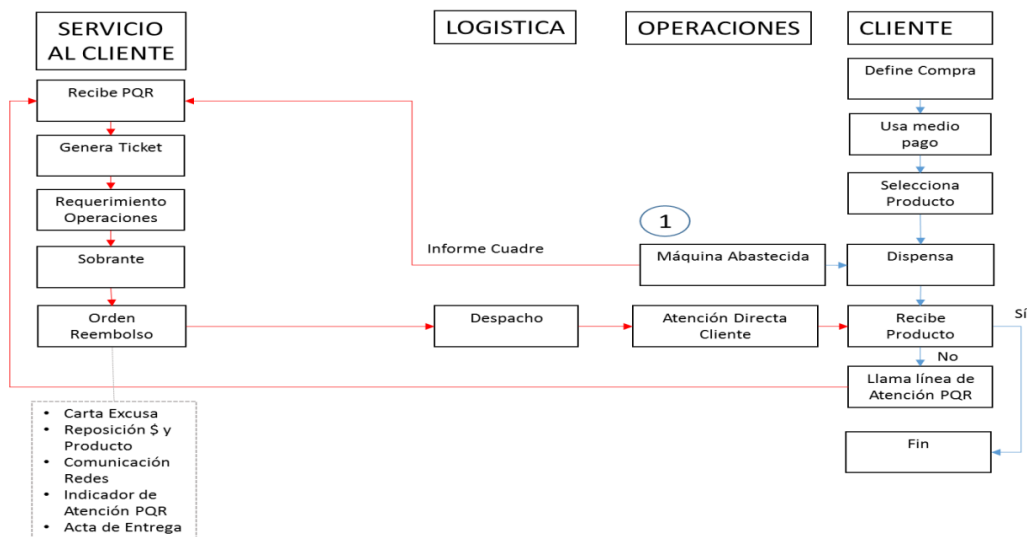 SERVICIO
AL CLIENTE
LOGISTICA
OPERACIONES
CLIENTE
Recibe PQR
Genera Ticket
Requerimiento
Operaciones
Sobrante
Orden
Reembolso
• Carta Excusa
• Reposición $ y
Producto
• Comunicación
Redes
• Indicador de
Atención PQR
• Acta de Entrega
Informe Cuadre
Despacho
1
Máquina Abastecida
Atención Directa
Cliente
Define Compra
Usa medio
pago
Selecciona
Producto
Dispensa
Recibe
Producto
Sí
No
Llama línea de
Atención PQR
Fin